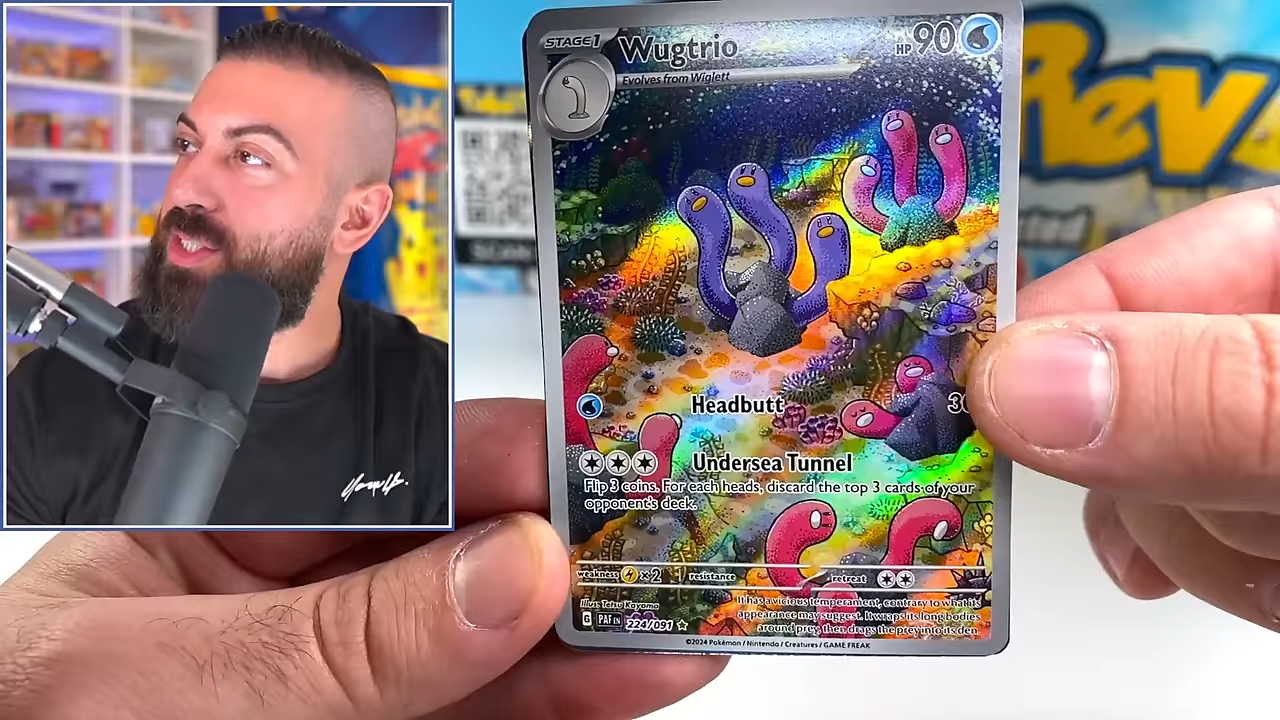 STAGE1
Wugtrio
HP 90
Evolves from Wiglett
Rev
SCAN
Headbutt
Undersea Tunnel
Flip 3 coins. For each heads, discard the top 3 cards of your
opponent's deck.
weakness x2 resistance retreat
Illus. Tetsu Kayama
It has a vicious temperament, contrary to what its
appearance may suggest. It wraps its long bodies
around prey, then drags the prey into its den.
G PAF EN 224/091
©2024 Pokémon / Nintendo / Creatures / GAME FREAK